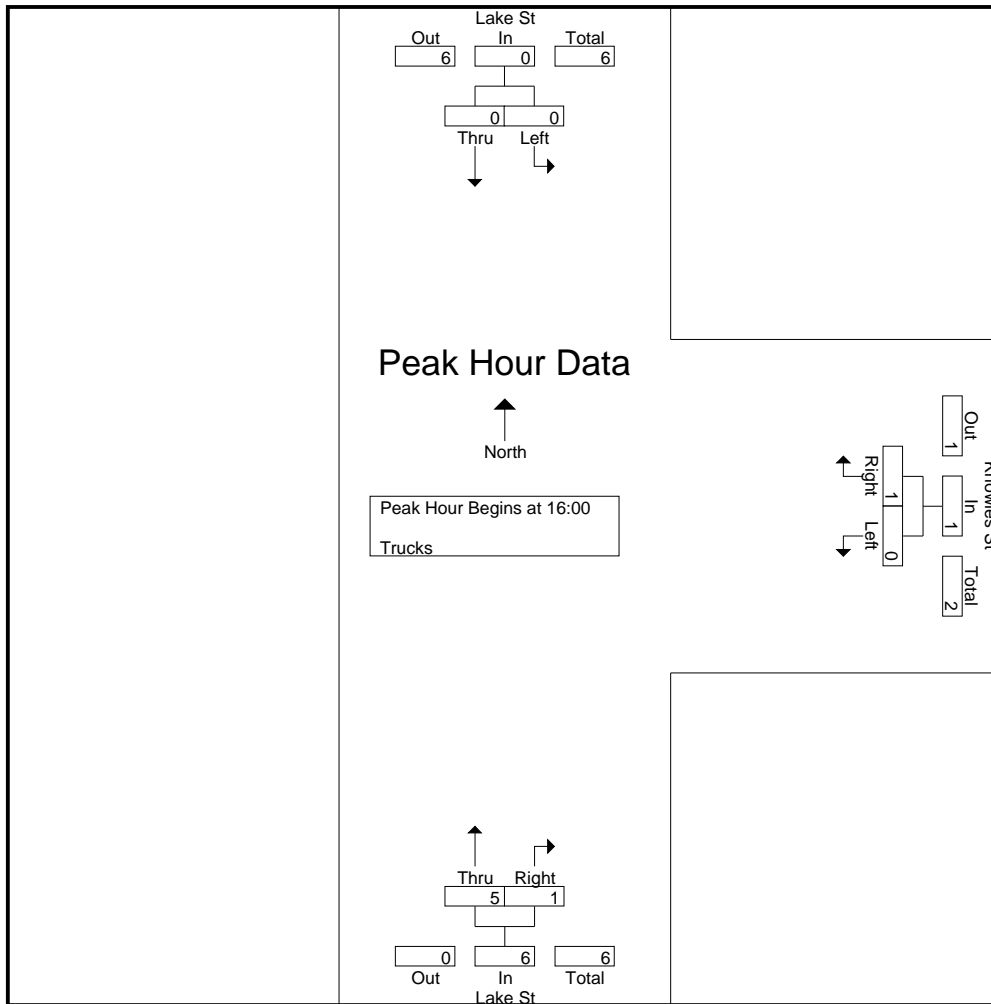 Lake St
Out In Total
6 0 6
0 0
Thru Left
Peak Hour Data
North
Peak Hour Begins at 16:00
Trucks
Knowles St
Out In Total
1 1 2
1 0
Right Left
Thru Right
5 1
0 6 6
Out In Total
Lake St